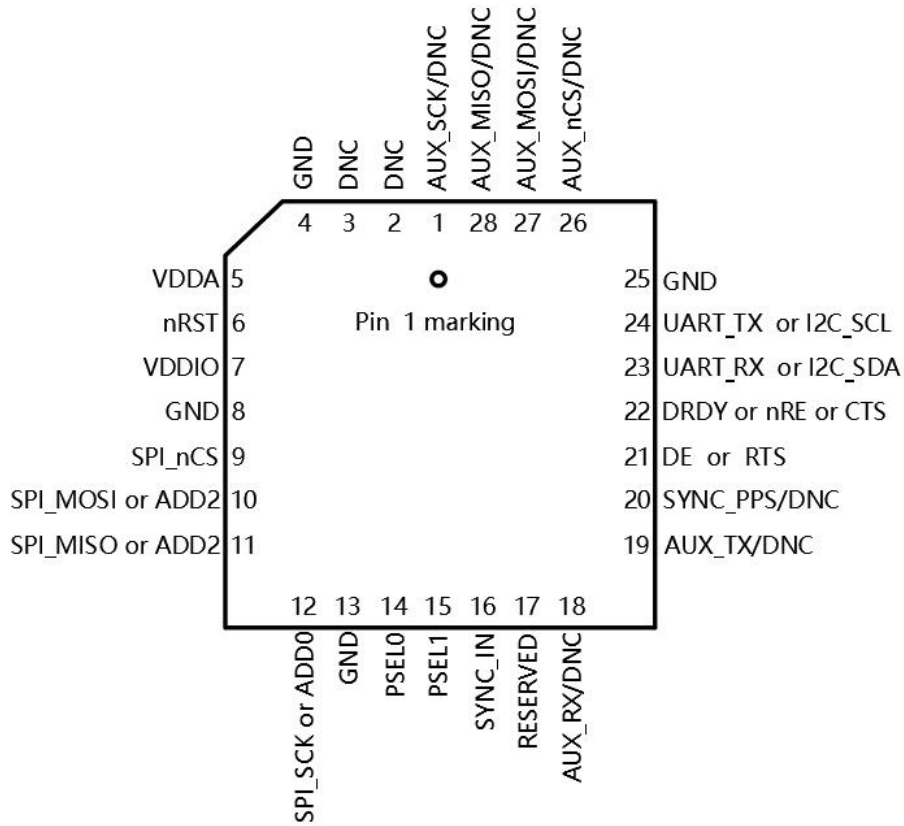 GND
DNC
DNC
AUX_SCK/DNC
AUX_MISO/DNC
AUX_MOSI/DNC
AUX_nCS/DNC
4
3
2
1
28
27
26
VDDA 5
nRST 6
VDDIO 7
GND 8
SPI_nCS 9
SPI_MOSI or ADD2 10
SPI_MISO or ADD2 11
Pin 1 marking
25 GND
24 UART_TX or I2C_SCL
23 UART_RX or I2C_SDA
22 DRDY or nRE or CTS
21 DE or RTS
20 SYNC_PPS/DNC
19 AUX_TX/DNC
12
13
14
15
16
17
18
SPI_SCK or ADD0
GND
PSEL0
PSEL1
SYNC_IN
RESERVED
AUX_RX/DNC